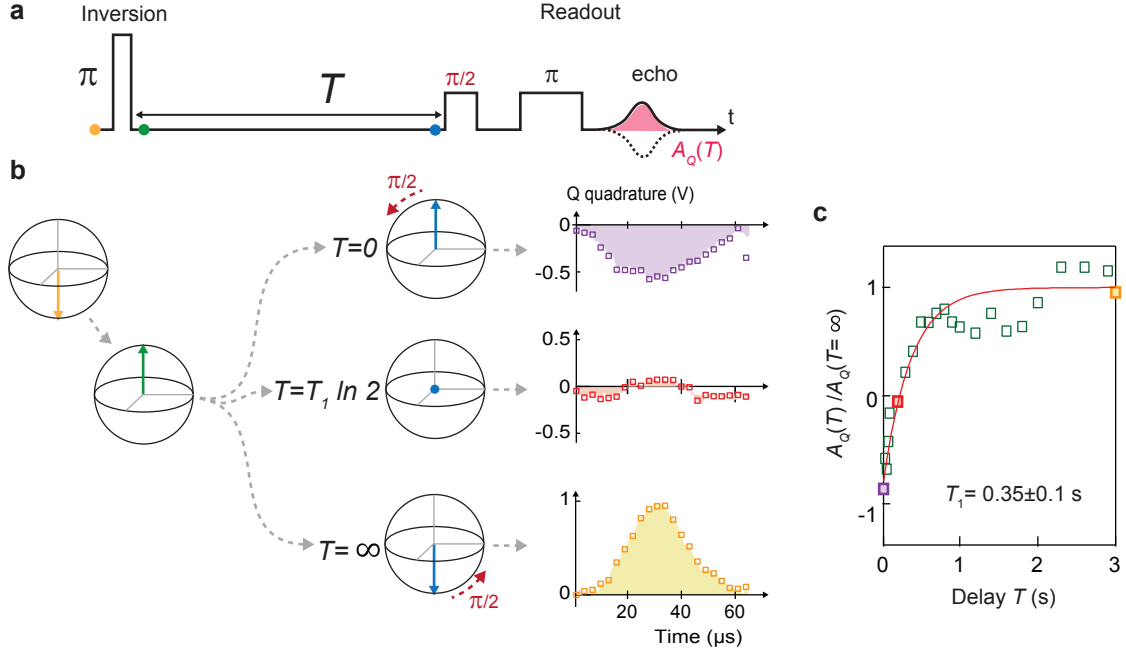 a
Inversion
Readout
π
T
π/2
π
echo
t
A_Q(T)
b
π/2
T=0
Q quadrature (V)
0
-0.5
T=T_1 ln 2
0.5
0
-0.5
T= ∞
π/2
1
0
20
40
60
Time (µs)
c
A_Q(T) /A_Q(T= ∞)
1
0
-1
T_1= 0.35±0.1 s
0
1
2
3
Delay T (s)